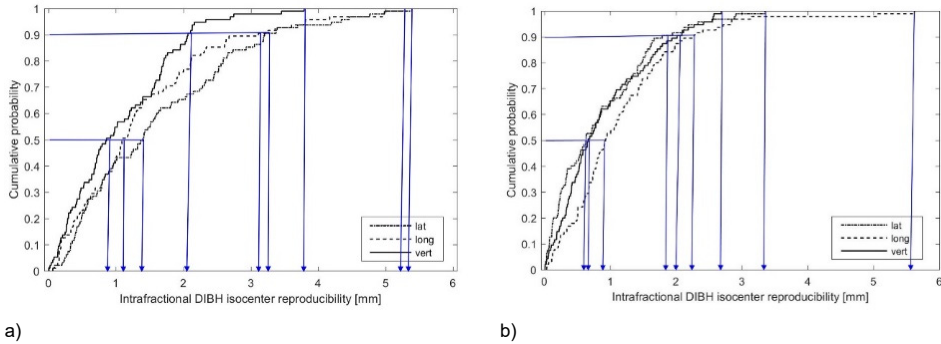 1
0.9
0.8
0.7
0.6
0.5
0.4
0.3
0.2
0.1
0
Cumulative probability
0 1 2 3 4 5 6
Intrafractional DIBH isocenter reproducibility [mm]
lat
long
vert
a)
1
0.9
0.8
0.7
0.6
0.5
0.4
0.3
0.2
0.1
0
Cumulative probability
0 1 2 3 4 5 6
Intrafractional DIBH isocenter reproducibility [mm]
lat
long
vert
b)